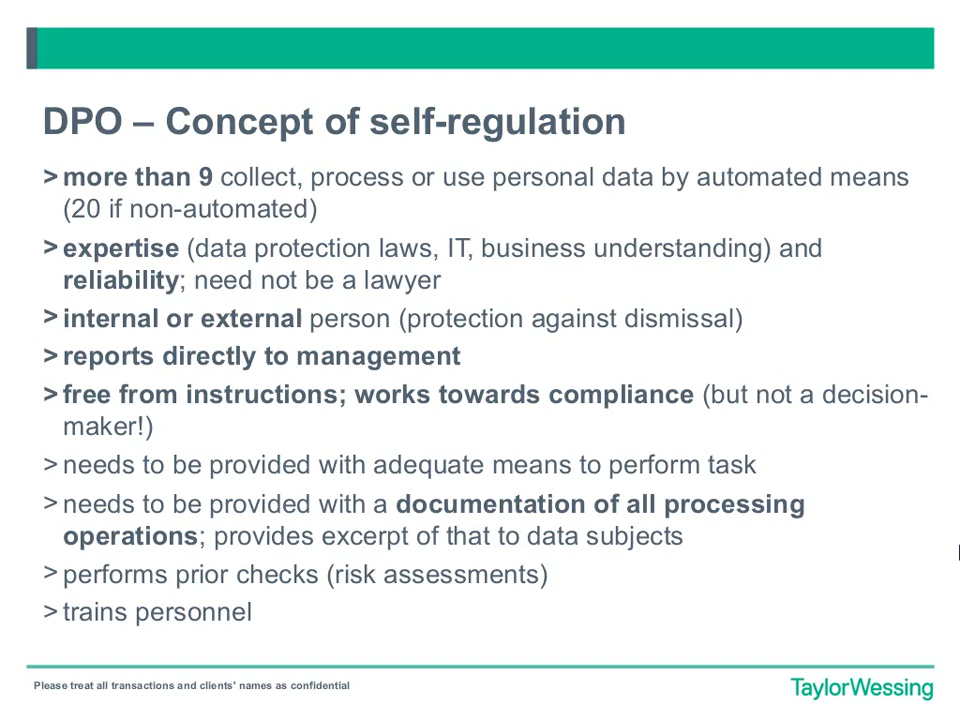 DPO – Concept of self-regulation
> more than 9 collect, process or use personal data by automated means
(20 if non-automated)
> expertise (data protection laws, IT, business understanding) and
reliability; need not be a lawyer
> internal or external person (protection against dismissal)
> reports directly to management
> free from instructions; works towards compliance (but not a decision-
maker!)
> needs to be provided with adequate means to perform task
> needs to be provided with a documentation of all processing
operations; provides excerpt of that to data subjects
> performs prior checks (risk assessments)
> trains personnel
Please treat all transactions and clients' names as confidential
TaylorWessing